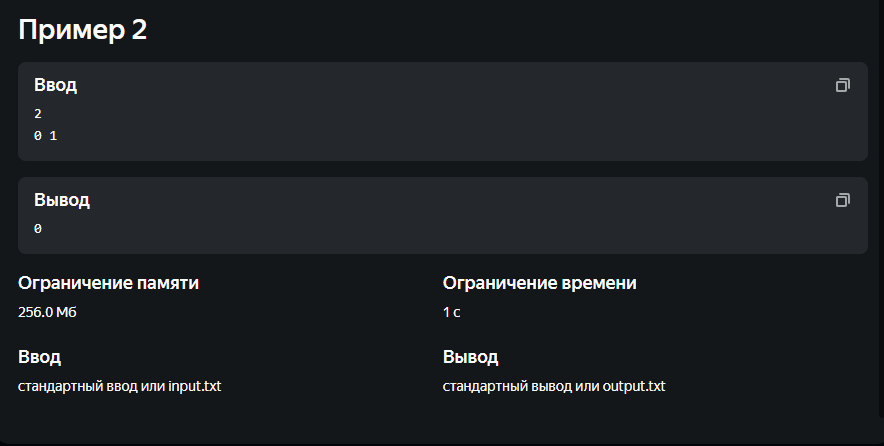 Пример 2
Ввод
2
0 1
Вывод
0
Ограничение памяти
256.0 Мб
Ограничение времени
1 с
Ввод
стандартный ввод или input.txt
Вывод
стандартный вывод или output.txt